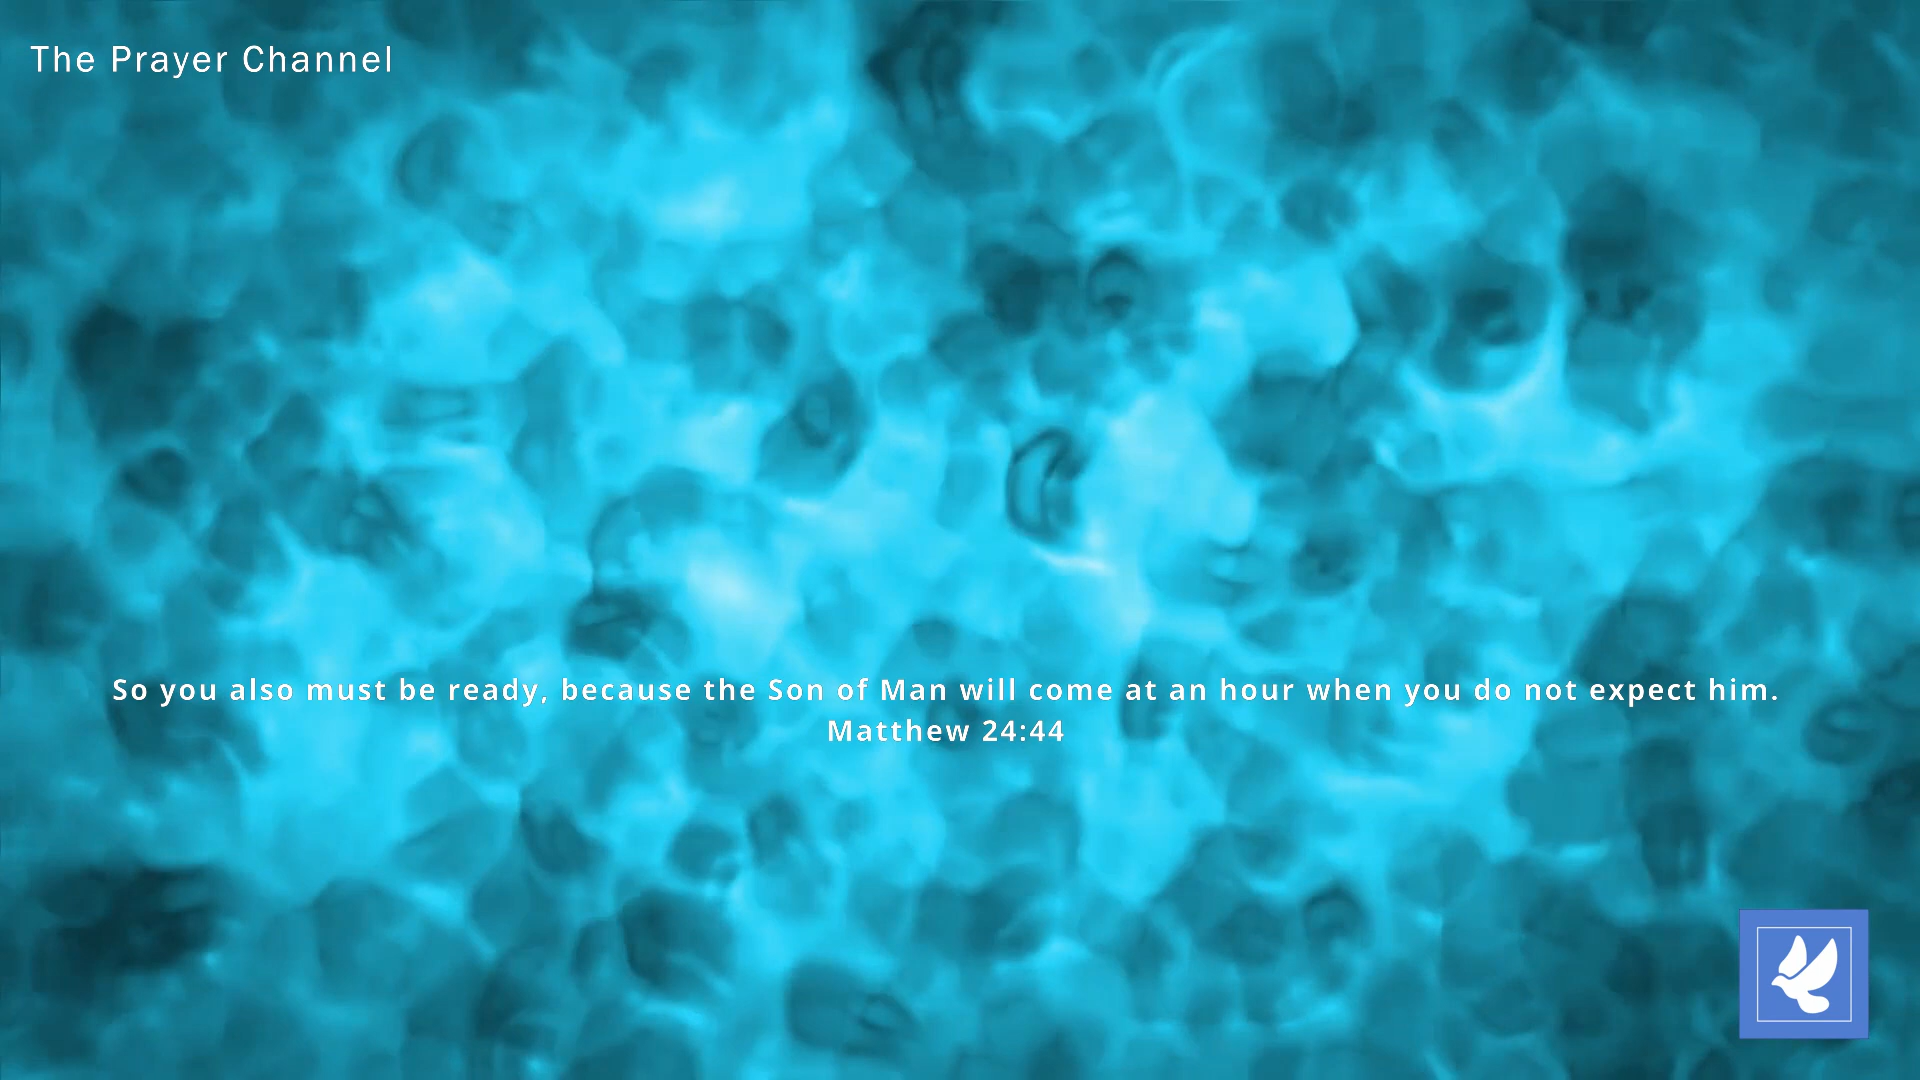 The Prayer Channel
So you also must be ready, because the Son of Man will come at an hour when you do not expect him.
Matthew 24:44